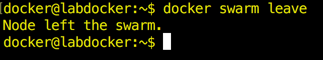 [docker@labdocker:~$ docker swarm leave
Node left the swarm.
docker@labdocker:~$